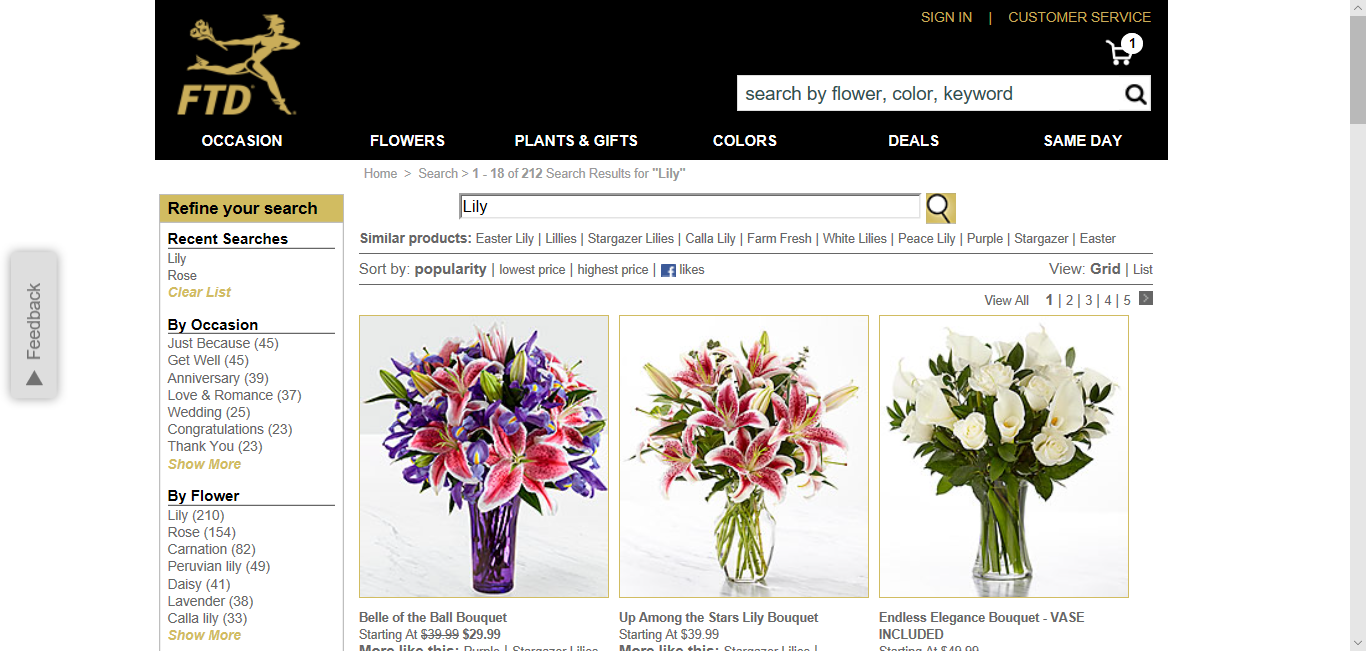 SIGN IN | CUSTOMER SERVICE
1
FTD
search by flower, color, keyword
OCCASION FLOWERS PLANTS & GIFTS COLORS DEALS SAME DAY
Home > Search > 1 - 18 of 212 Search Results for "Lily"
Feedback
Refine your search
Recent Searches
Lily
Rose
Clear List
By Occasion
Just Because (45)
Get Well (45)
Anniversary (39)
Love & Romance (37)
Wedding (25)
Congratulations (23)
Thank You (23)
Show More
By Flower
Lily (210)
Rose (154)
Carnation (82)
Peruvian lily (49)
Daisy (41)
Lavender (38)
Calla lily (33)
Show More
Lily
Similar products: Easter Lily | Lillies | Stargazer Lilies | Calla Lily | Farm Fresh | White Lilies | Peace Lily | Purple | Stargazer | Easter
Sort by: popularity | lowest price | highest price | f likes
View: Grid | List
View All 1 | 2 | 3 | 4 | 5 >
Belle of the Ball Bouquet
Starting At $39.99 $29.99
More like this: Purple | Stargazer Lilies
Up Among the Stars Lily Bouquet
Starting At $39.99
More like this: Stargazer Lilies |
Endless Elegance Bouquet - VASE
INCLUDED
Starting At $49.99